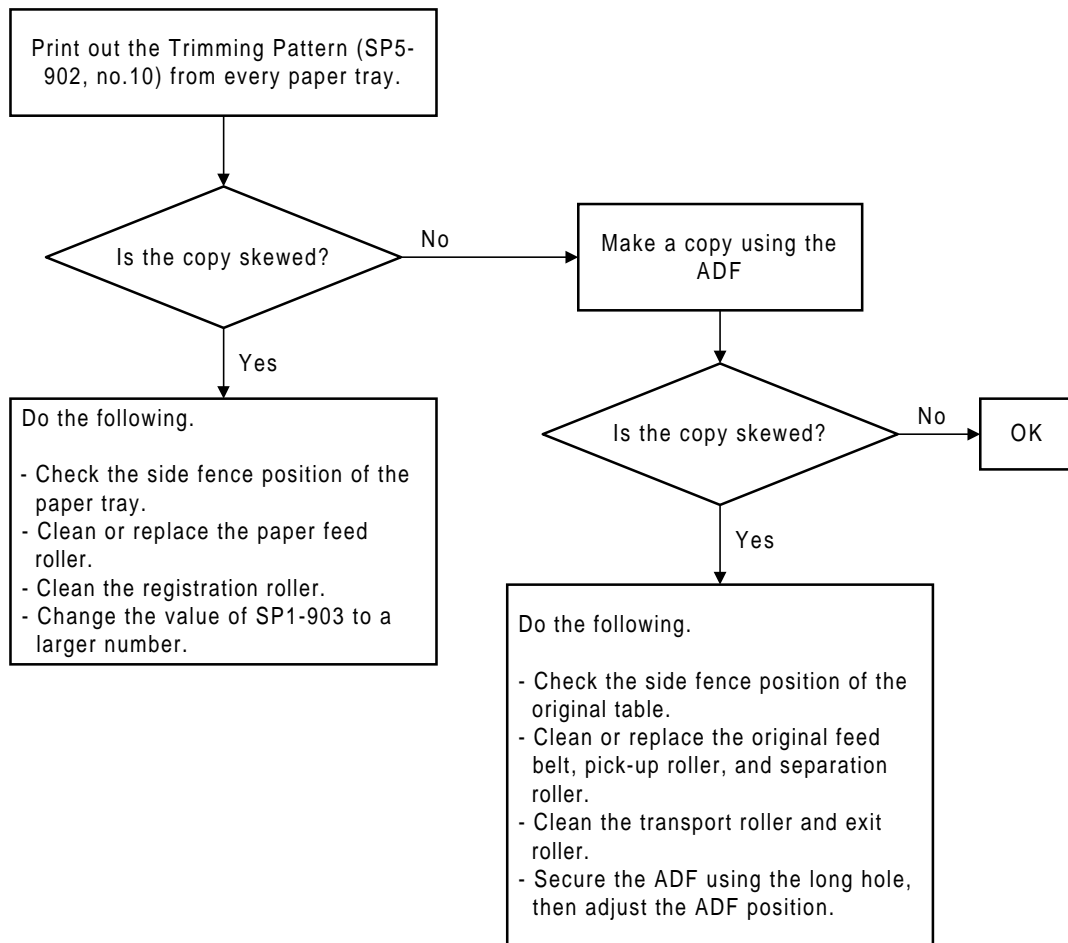 Print out the Trimming Pattern (SP5-
902, no.10) from every paper tray.
Is the copy skewed?
No
Make a copy using the
ADF
Yes
Do the following.
- Check the side fence position of the
paper tray.
- Clean or replace the paper feed
roller.
- Clean the registration roller.
- Change the value of SP1-903 to a
larger number.
Is the copy skewed?
No
OK
Yes
Do the following.
- Check the side fence position of the
original table.
- Clean or replace the original feed
belt, pick-up roller, and separation
roller.
- Clean the transport roller and exit
roller.
- Secure the ADF using the long hole,
then adjust the ADF position.